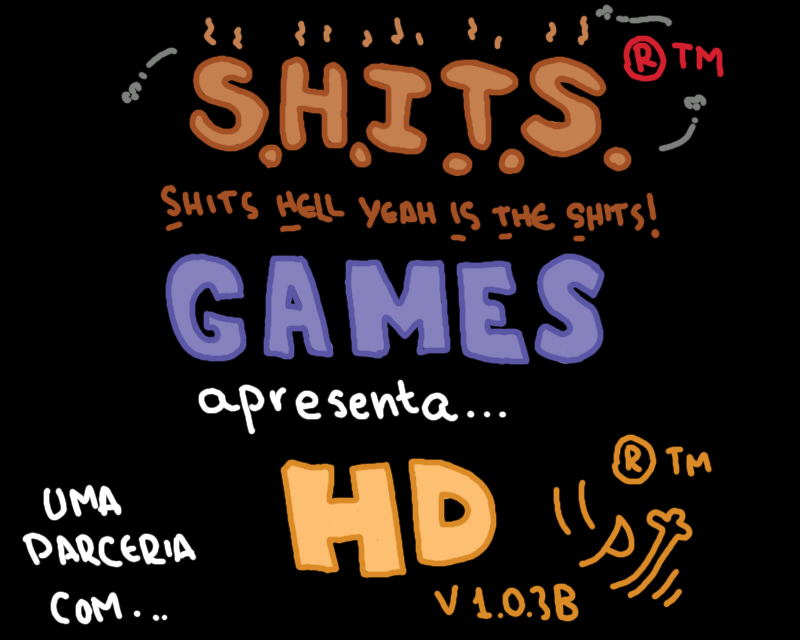 S.H.I.T.S. ® TM
SHITS HELL YEAH IS THE SHITS!
GAMES
apresenta...
UMA
PARCERIA
COM...
HD ® TM
V 1.0.3B